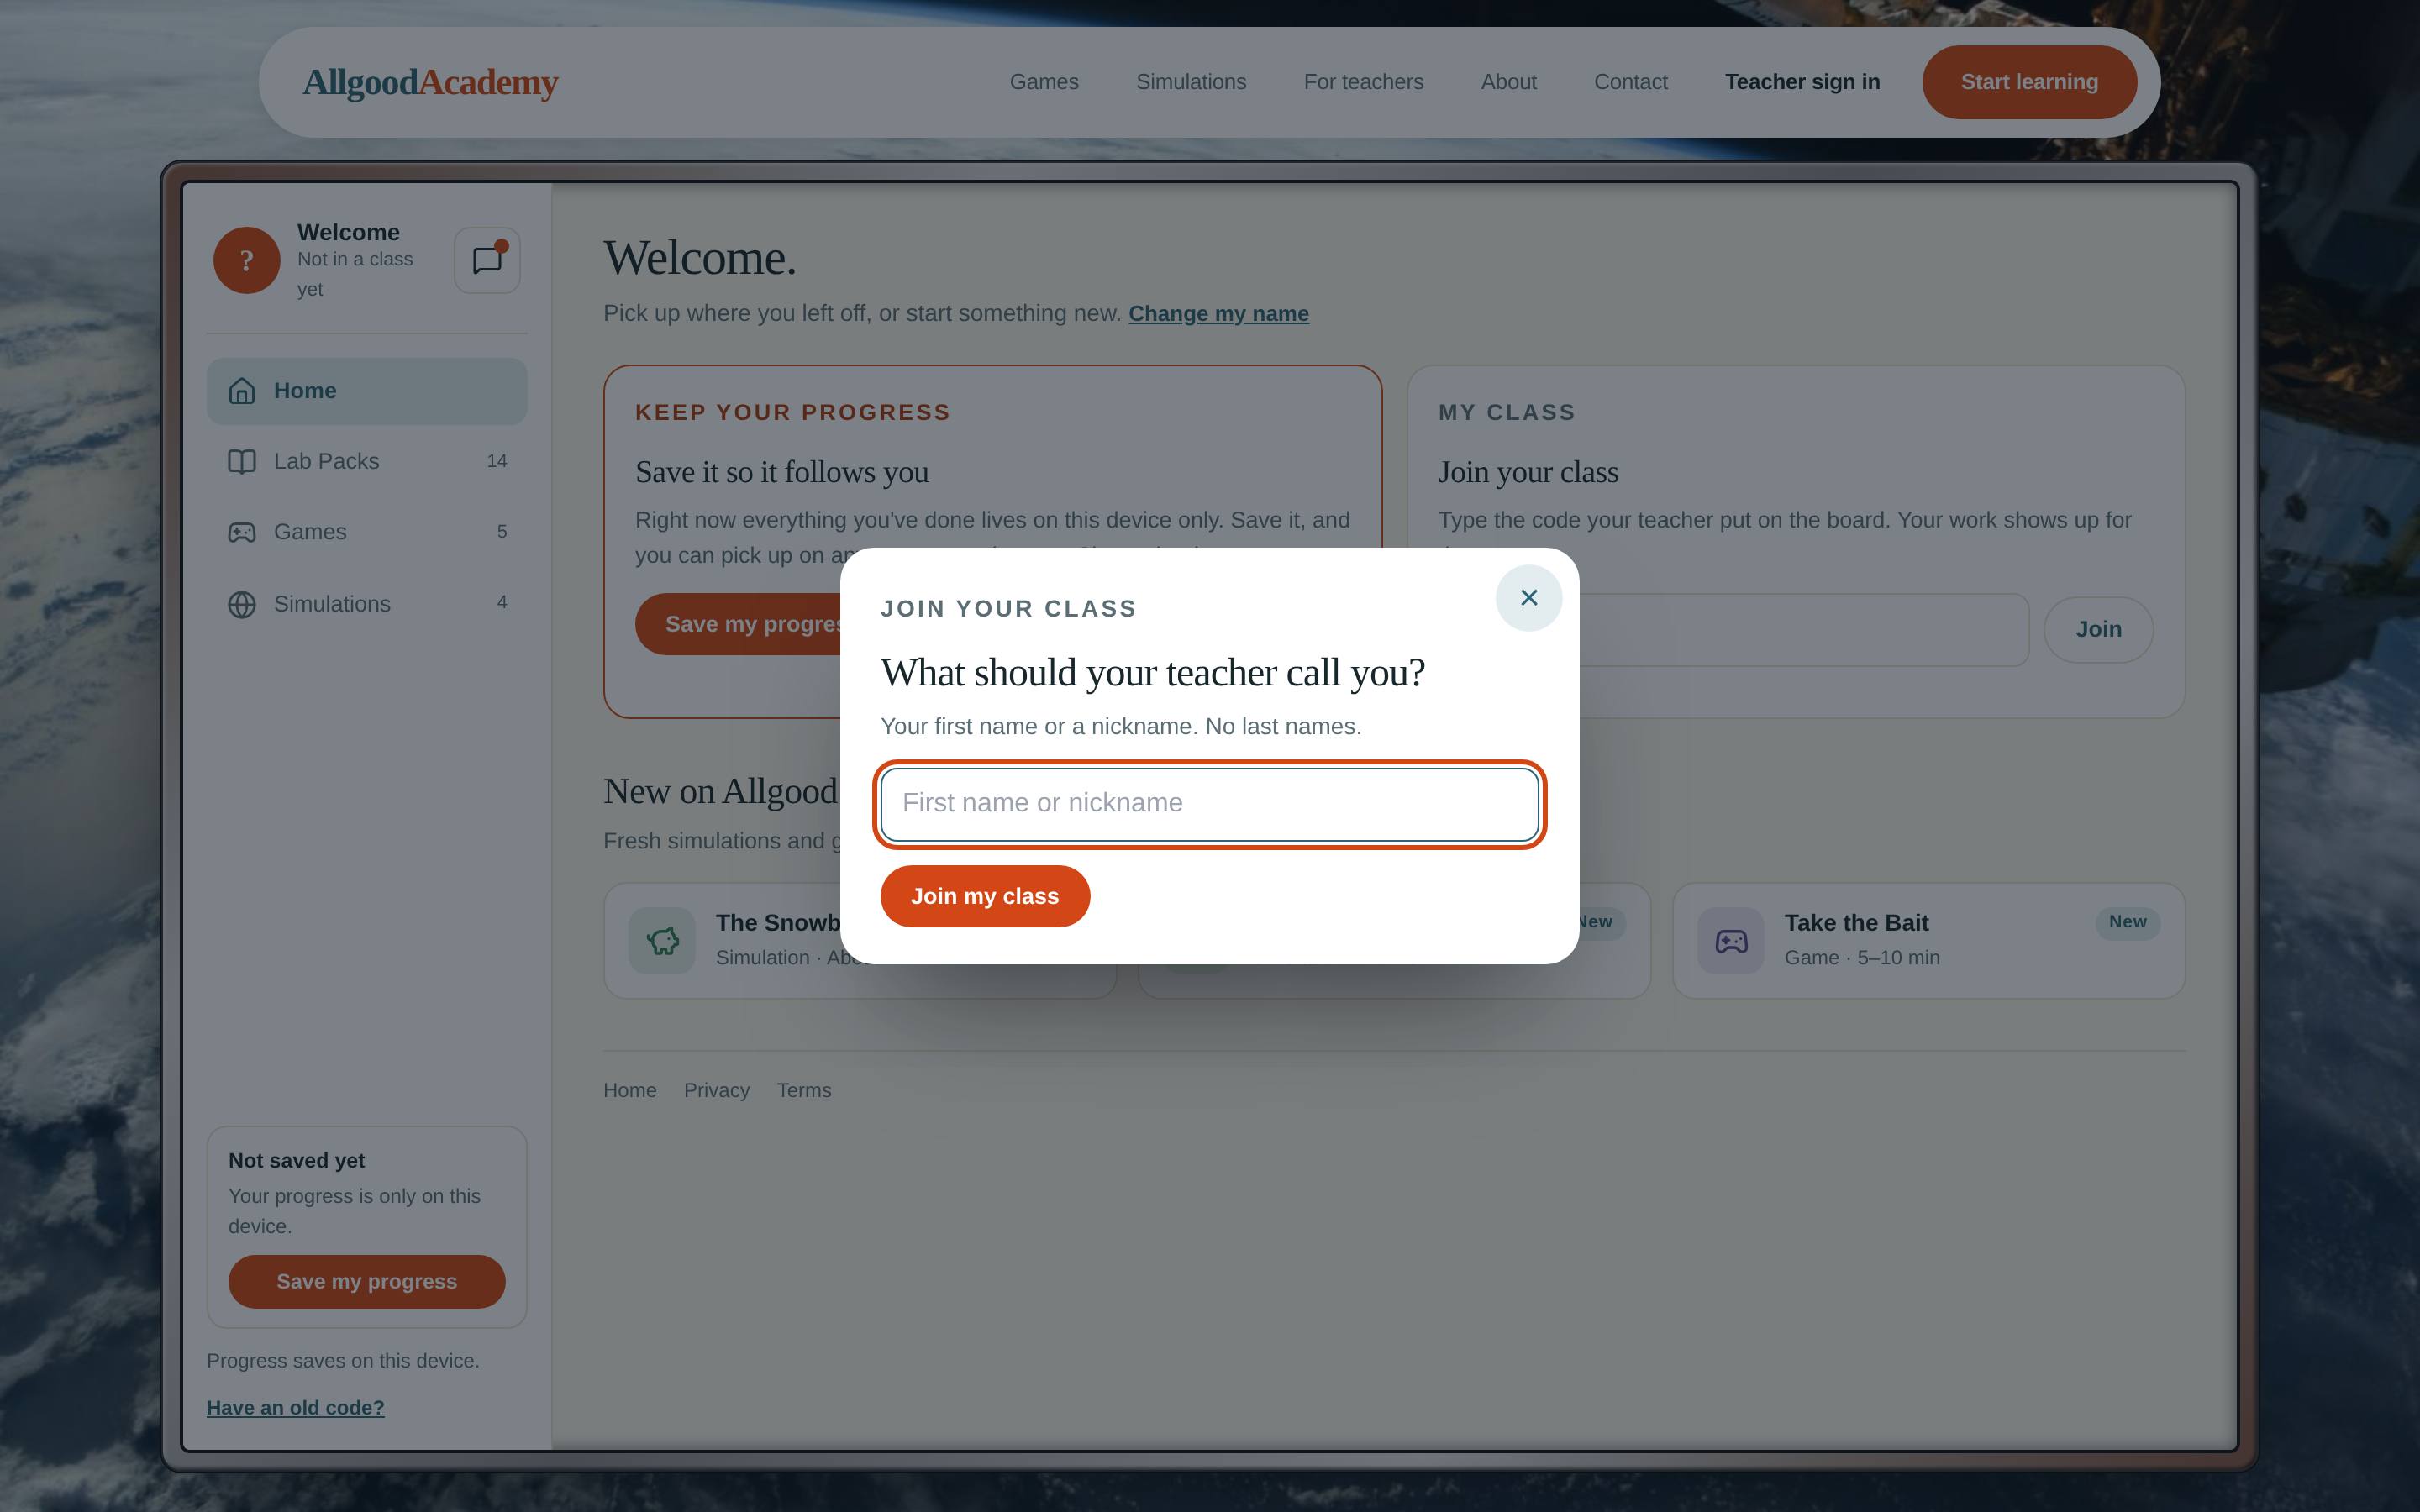 AllgoodAcademy
Games
Simulations
For teachers
About
Contact
Teacher sign in
Start learning
?
Welcome
Not in a class
yet
Home
Lab Packs
14
Games
5
Simulations
4
Not saved yet
Your progress is only on this
device.
Save my progress
Progress saves on this device.
Have an old code?
Welcome.
Pick up where you left off, or start something new. Change my name
KEEP YOUR PROGRESS
Save it so it follows you
Right now everything you've done lives on this device only. Save it, and
you can pick up on
Save my progress
MY CLASS
Join your class
Type the code your teacher put on the board. Your work shows up for
Join
JOIN YOUR CLASS
What should your teacher call you?
Your first name or a nickname. No last names.
First name or nickname
Join my class
New on Allgood
Fresh simulations and
The
Simulation ·
New
Take the Bait
Game · 5–10 min
New
Home
Privacy
Terms